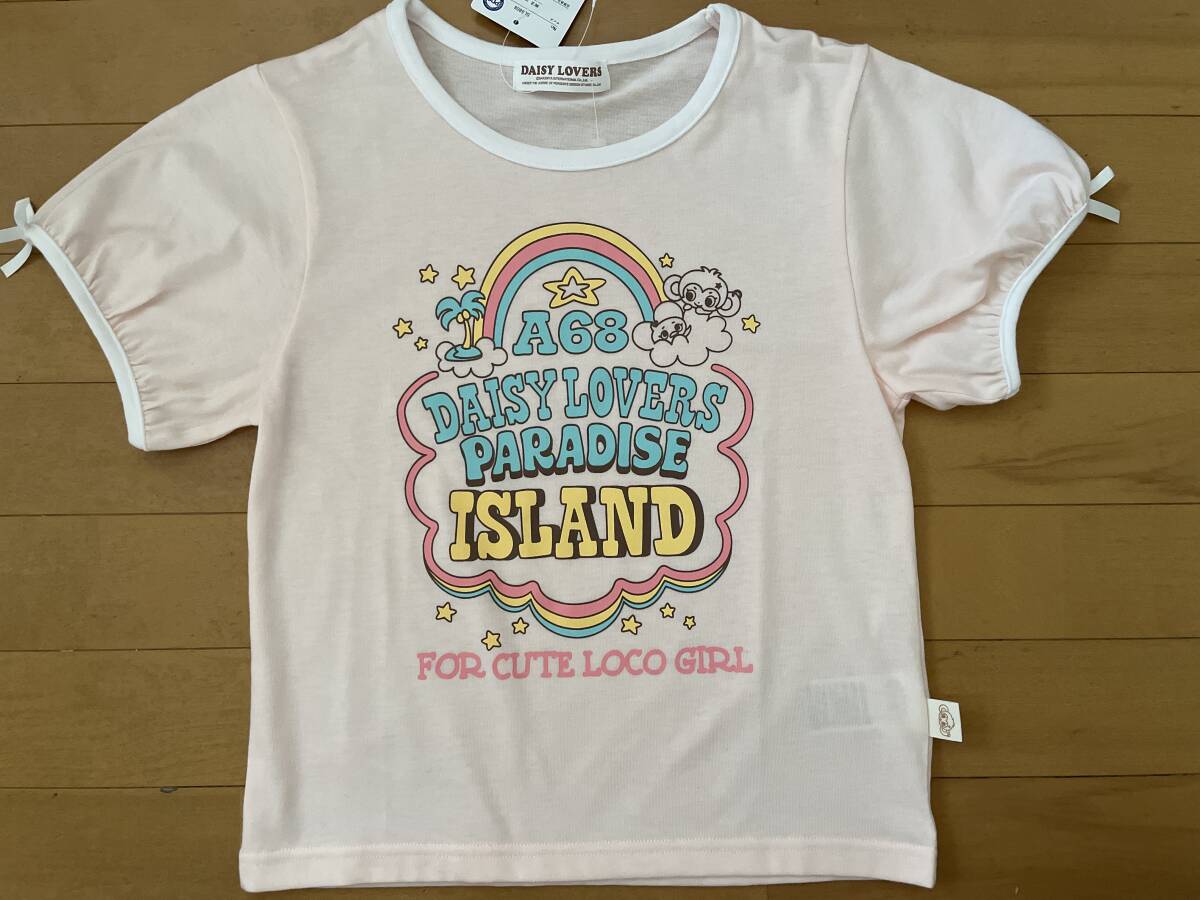 DAISY LOVERS
A68
DAISY LOVERS
PARADISE
ISLAND
FOR CUTE LOCO GIRL